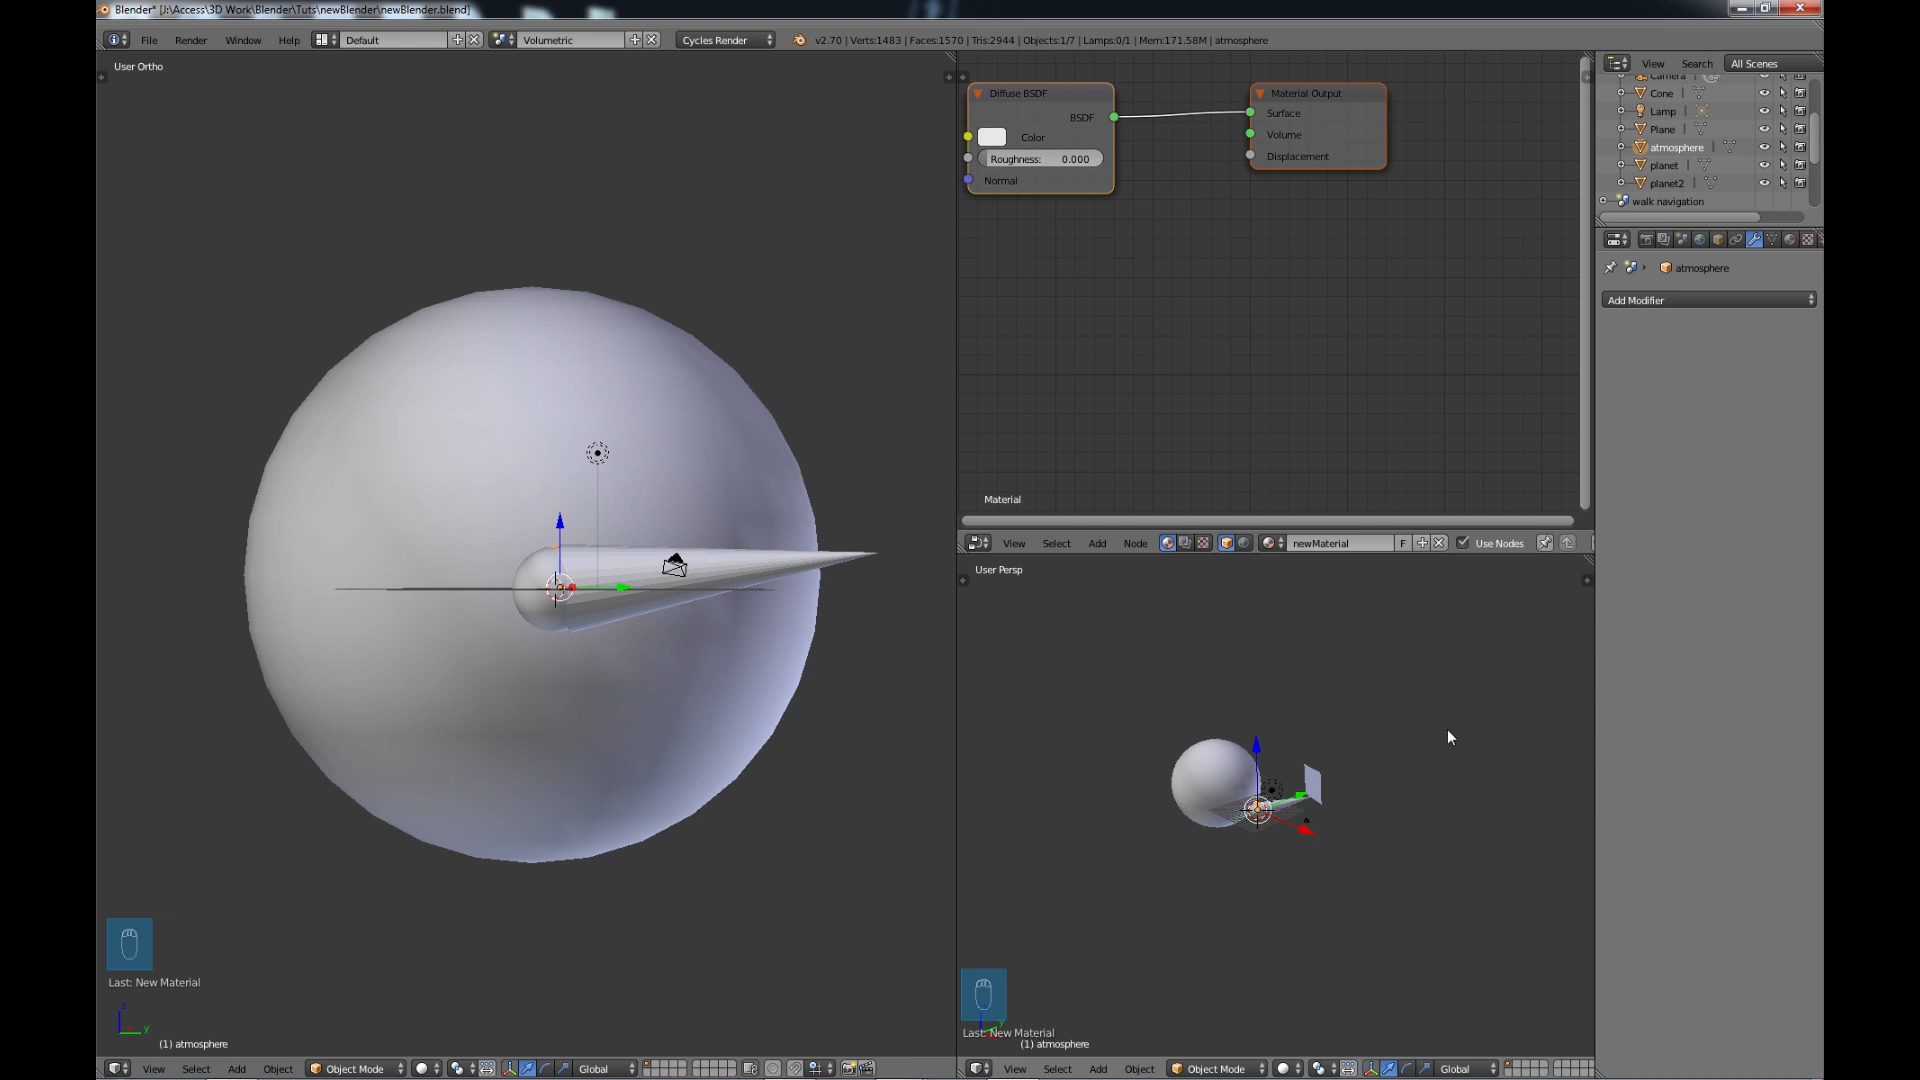 Blender* [J:\Access\3D Work\Blender\Tuts\newBlender\newBlender.blend]
File Render Window Help Default Volumetric Cycles Render v2.70 | Verts:1483 | Faces:1570 | Tris:2944 | Objects:1/7 | Lamps:0/1 | Mem:171.58M | atmosphere
User Ortho
Diffuse BSDF
BSDF
Color
Roughness: 0.000
Normal
Material Output
Surface
Volume
Displacement
Material
View Select Add Node newMaterial F Use Nodes
View Search All Scenes
Camera
Cone
Lamp
Plane
atmosphere
planet
planet2
walk navigation
atmosphere
Add Modifier
User Persp
Last: New Material
z
y
(1) atmosphere
Last: New Material
(1) atmosphere
View Select Add Object Object Mode Global
View Select Add Object Object Mode Global